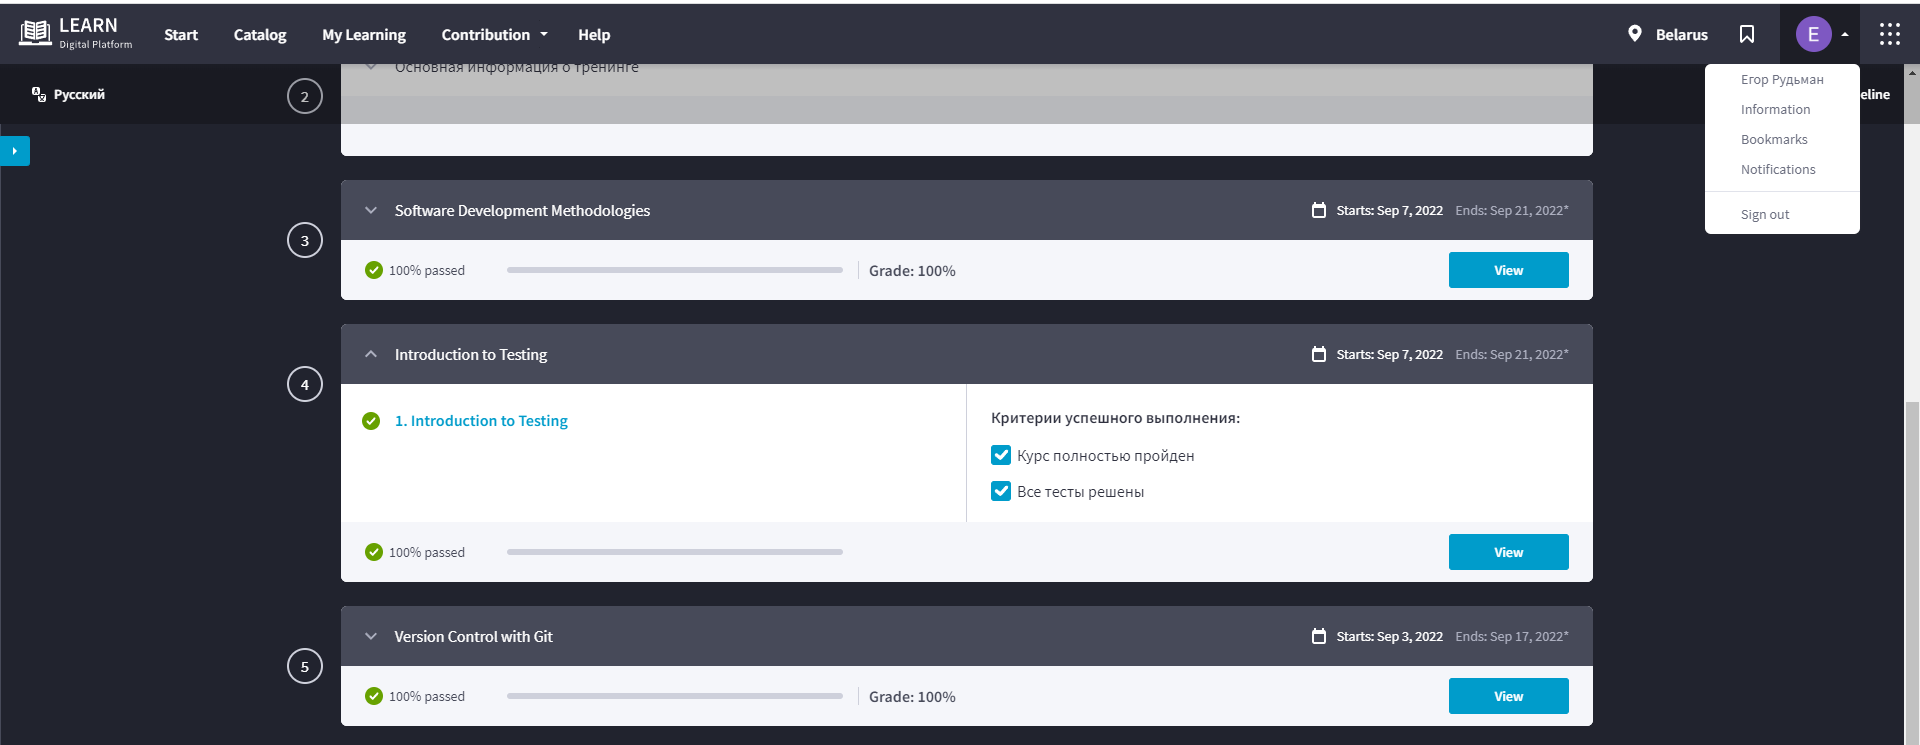 LEARN
Digital Platform
Start
Catalog
My Learning
Contribution
Help
Belarus
E
Русский
2
Основная информация о тренинге
eline
Егор Рудьман
Information
Bookmarks
Notifications
Sign out
3
Software Development Methodologies
Starts: Sep 7, 2022 Ends: Sep 21, 2022*
100% passed
Grade: 100%
View
4
Introduction to Testing
Starts: Sep 7, 2022 Ends: Sep 21, 2022*
1. Introduction to Testing
Критерии успешного выполнения:
Курс полностью пройден
Все тесты решены
100% passed
View
5
Version Control with Git
Starts: Sep 3, 2022 Ends: Sep 17, 2022*
100% passed
Grade: 100%
View